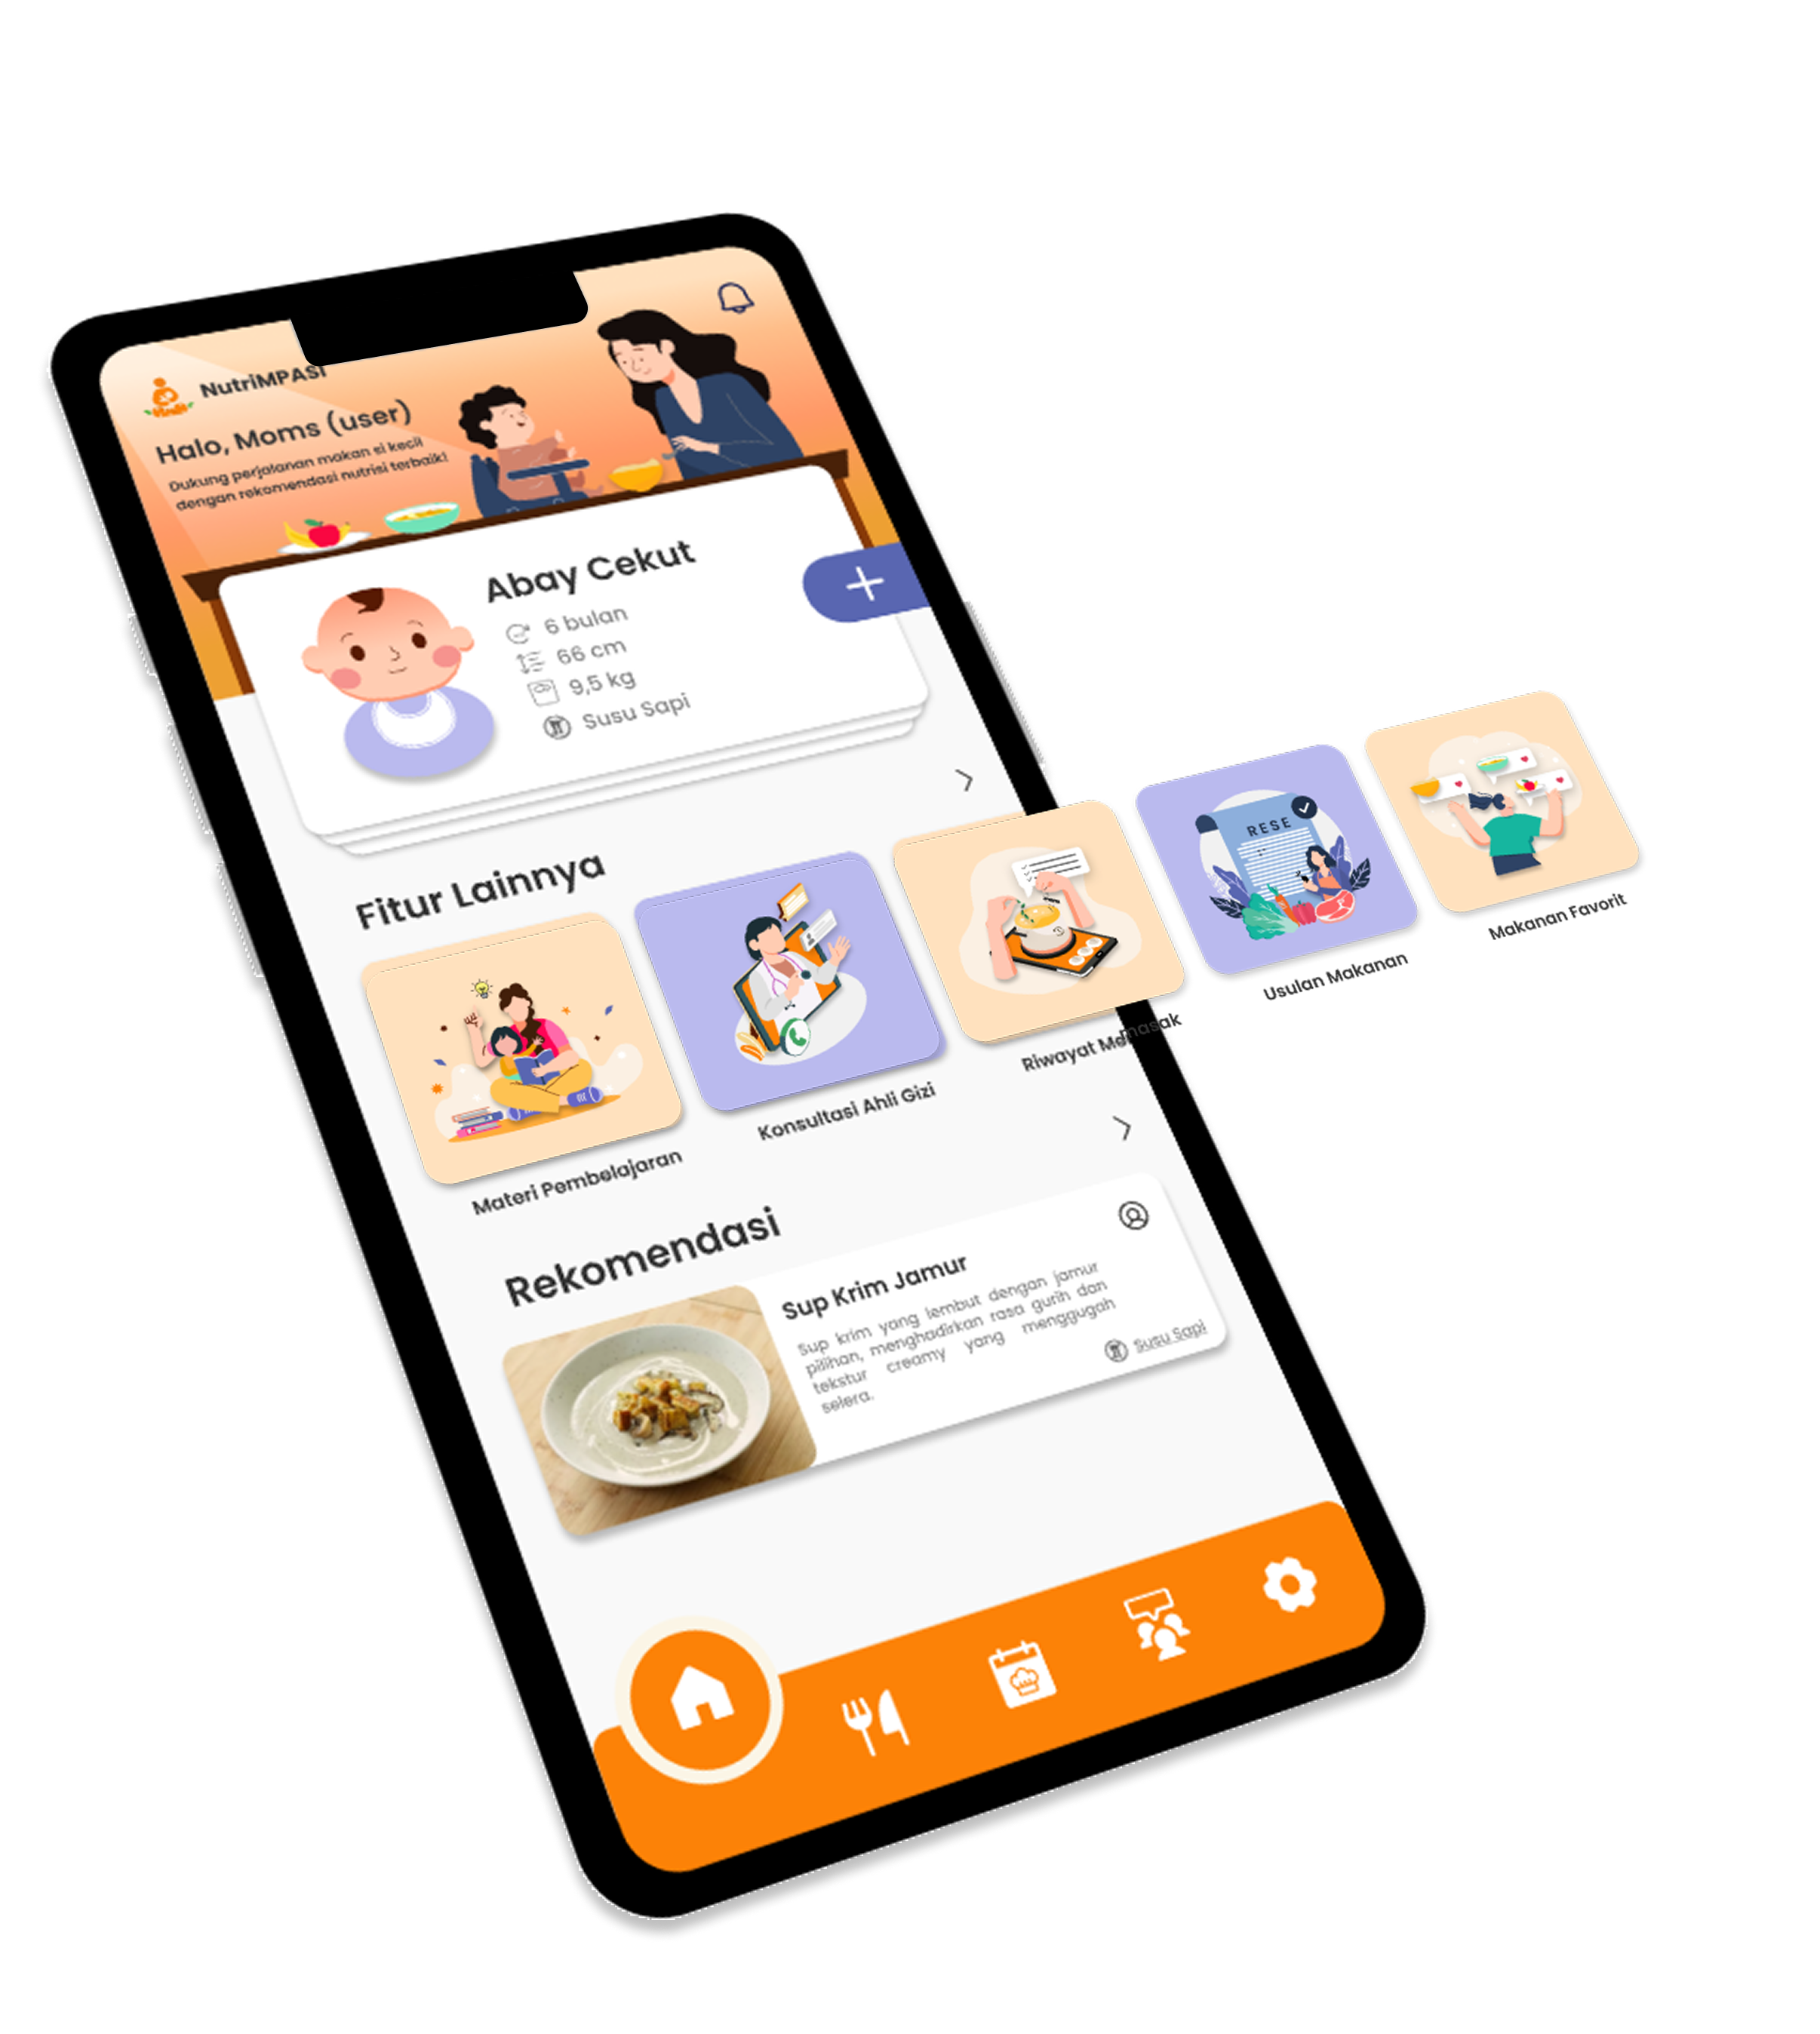 NutriMPASI
Halo, Moms (user)
Dukung perjalanan makan si kecil
dengan rekomendasi nutrisi terbaik!
Abay Cekut
6 bulan
66 cm
9,5 kg
Susu Sapi
Fitur Lainnya
Materi Pembelajaran
Konsultasi Ahli Gizi
Riwayat Memasak
RESE
Usulan Makanan
Makanan Favorit
Rekomendasi
Sup Krim Jamur
Sup krim yang lembut dengan jamur
pilihan, menghadirkan rasa gurih dan
tekstur creamy yang menggugah
selera.
Susu Sapi